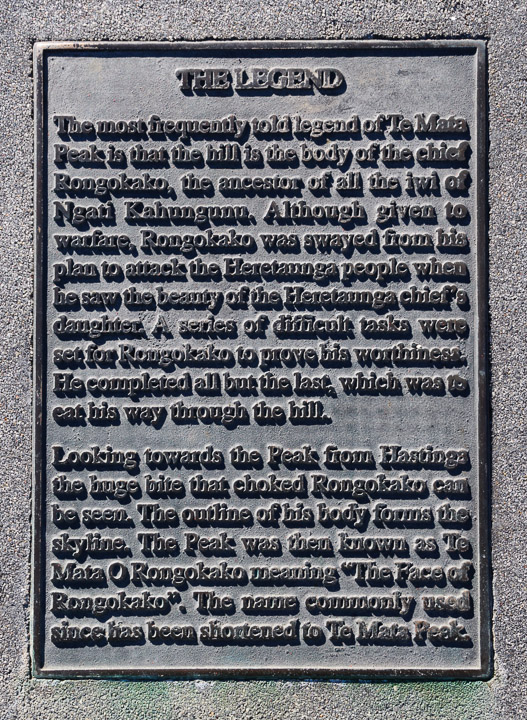 THE LEGEND
The most frequently told legend of Te Mata
Peak is that the hill is the body of the chief
Rongokako, the ancestor of all the iwi of
Ngati Kahungunu. Although given to
warfare, Rongokako was swayed from his
plan to attack the Heretaunga people when
he saw the beauty of the Heretaunga chief's
daughter. A series of difficult tasks were
set for Rongokako to prove his worthiness.
He completed all but the last, which was to
eat his way through the hill.
Looking towards the Peak from Hastings
the huge bite that choked Rongokako can
be seen. The outline of his body forms the
skyline. The Peak was then known as Te
Mata O Rongokako meaning "The Face of
Rongokako". The name more commonly used
since has been shortened to Te Mata Peak.